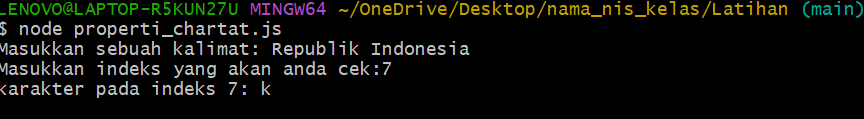 LENOVO@LAPTOP-R5KUN27U MINGW64 ~/OneDrive/Desktop/nama_nis_kelas/Latihan (main)
$ node properti_chartat.js
Masukkan sebuah kalimat: Republik Indonesia
Masukkan indeks yang akan anda cek:7
karakter pada indeks 7: k